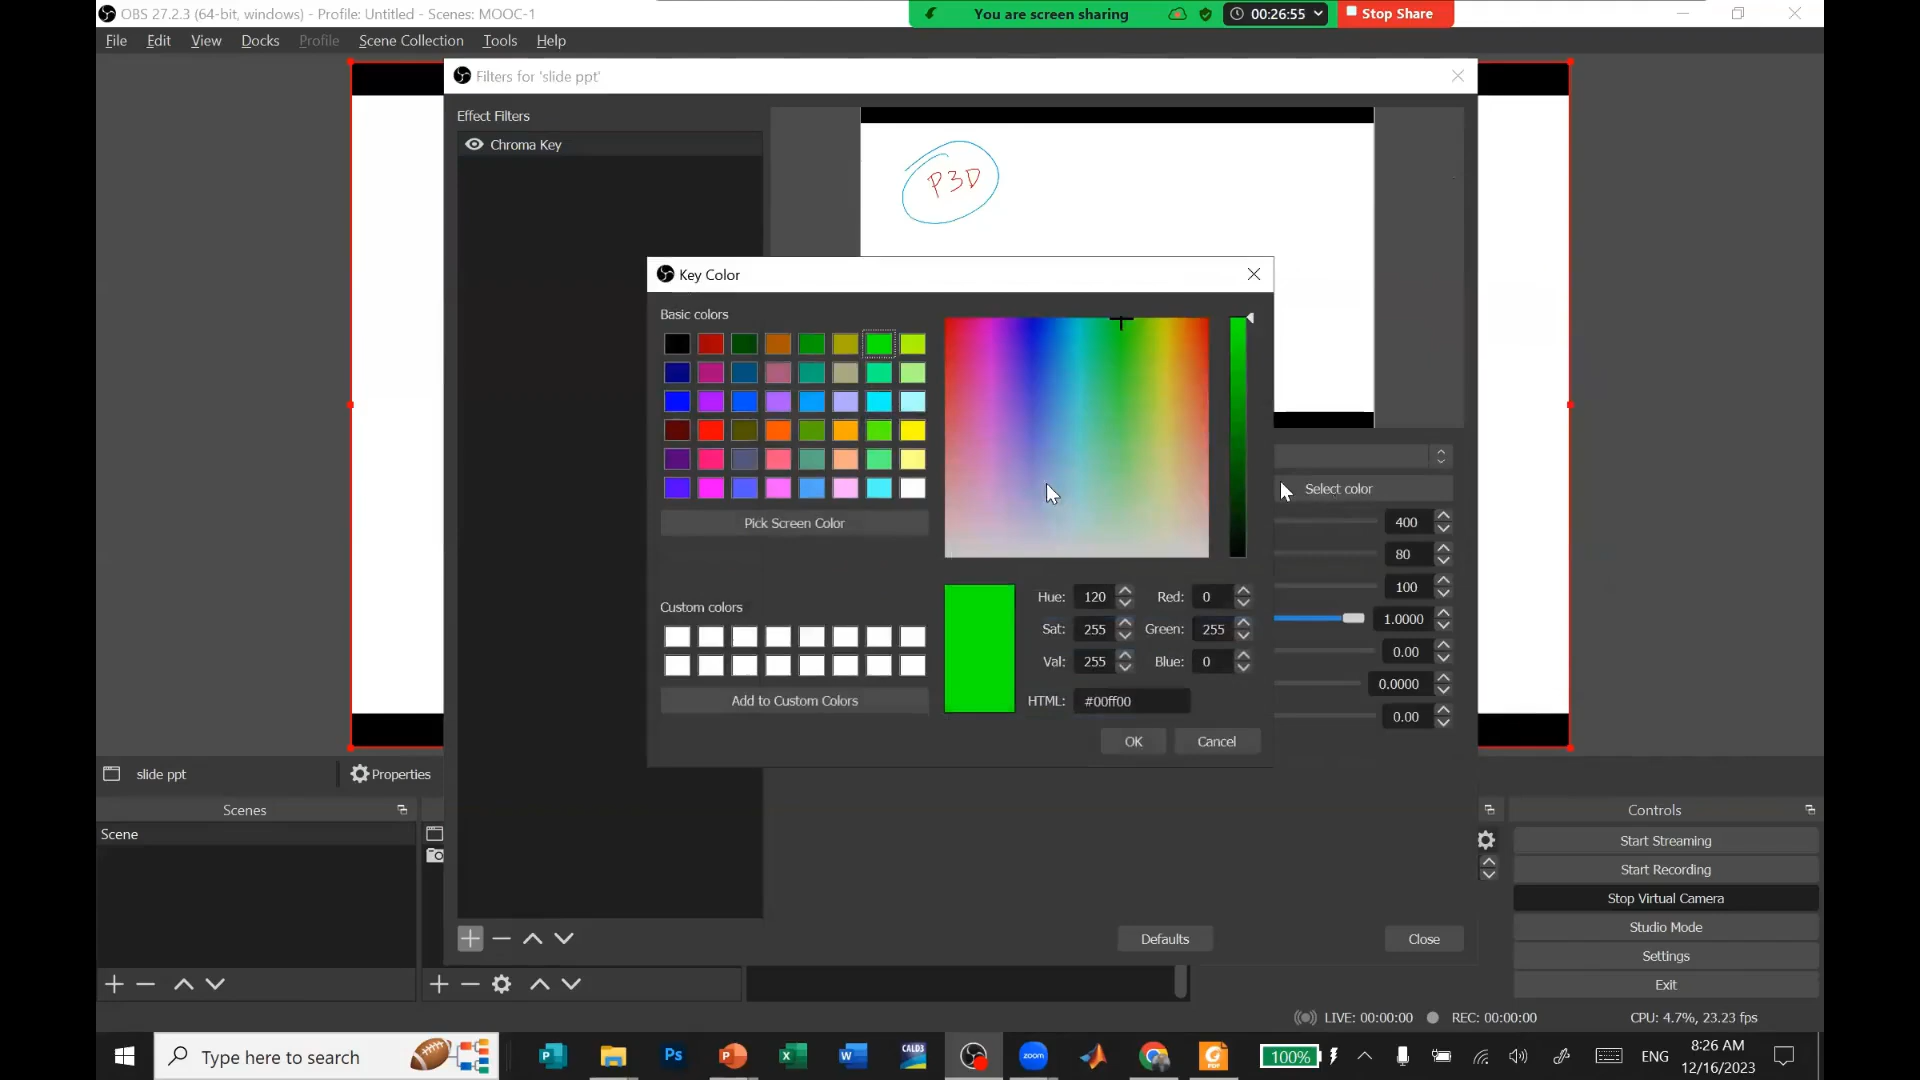 OBS 27.2.3 (64-bit, windows) - Profile: Untitled - Scenes: MOOC-1
You are screen sharing
00:26:55
Stop Share
File Edit View Docks Profile Scene Collection Tools Help
Filters for 'slide ppt'
Effect Filters
Chroma Key
P3D
Key Color
Basic colors
Pick Screen Color
Custom colors
Add to Custom Colors
Hue: 120 Red: 0
Sat: 255 Green: 255
Val: 255 Blue: 0
HTML: #00ff00
OK Cancel
Select color
400
80
100
1.0000
0.00
0.0000
0.00
Defaults Close
slide ppt Properties
Scenes
Scene
Controls
Start Streaming
Start Recording
Stop Virtual Camera
Studio Mode
Settings
Exit
LIVE: 00:00:00 REC: 00:00:00 CPU: 4.7%, 23.23 fps
Type here to search
Ps
CALD3
zoom
PDF
100%
ENG
8:26 AM
12/16/2023